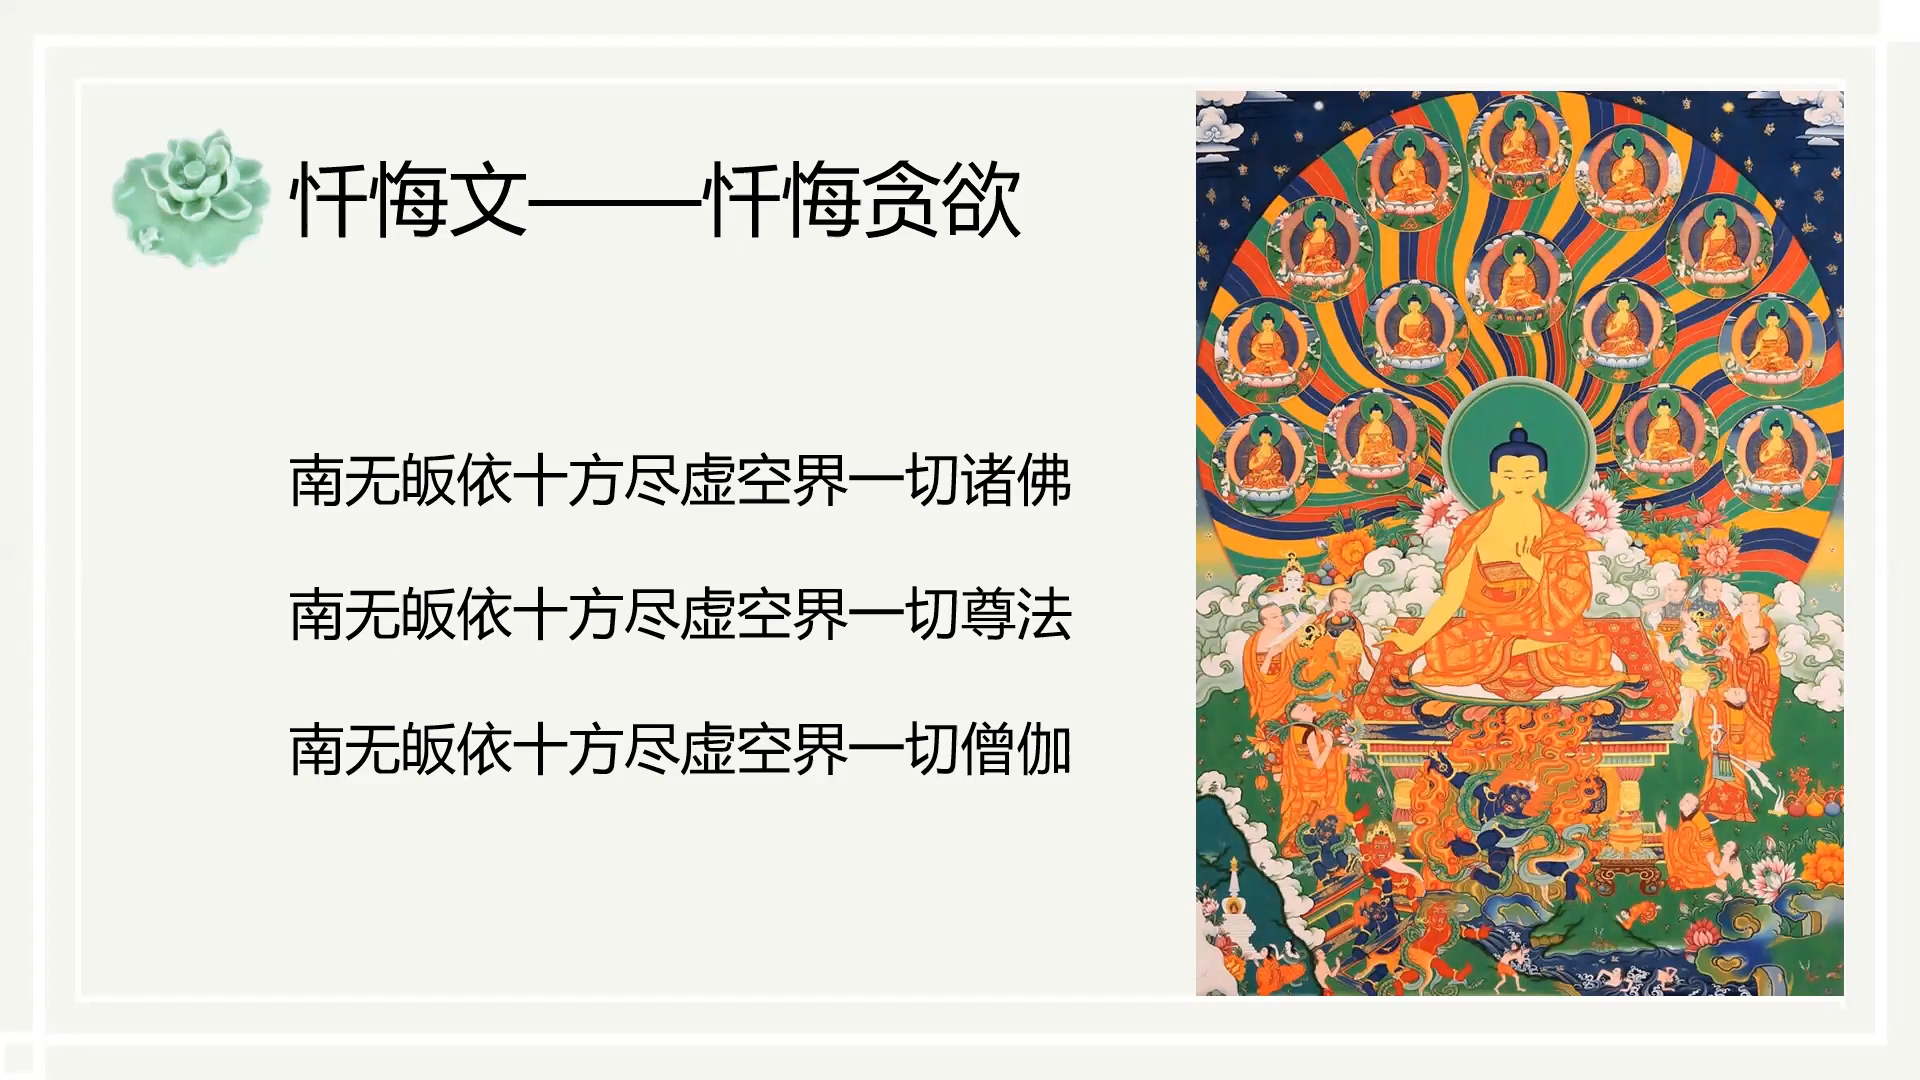 忏悔文——忏悔贪欲
南无皈依十方尽虚空界一切诸佛
南无皈依十方尽虚空界一切尊法
南无皈依十方尽虚空界一切僧伽